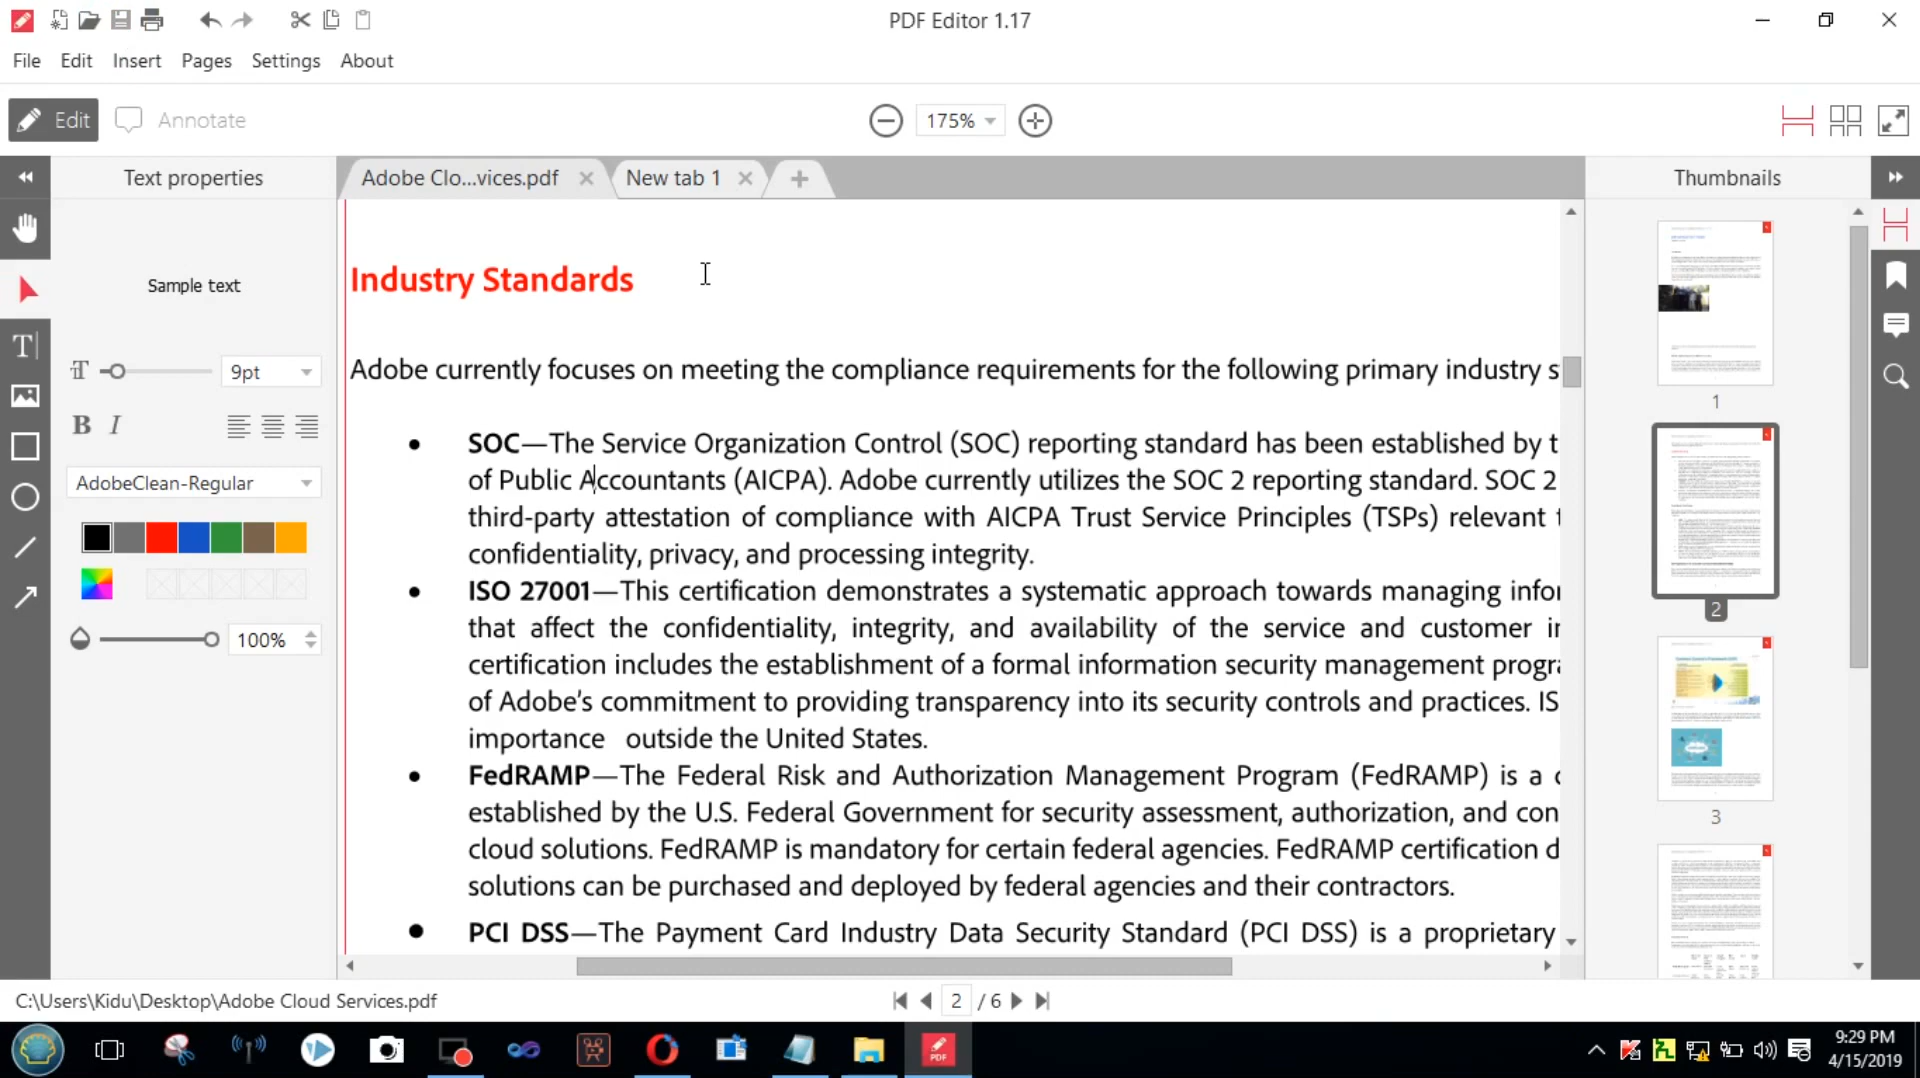 PDF Editor 1.17
File Edit Insert Pages Settings About
Edit Annotate 175%
Text properties
Adobe Clo...vices.pdf
New tab 1
Thumbnails
Sample text
9pt
B I
AdobeClean-Regular
100%
Industry Standards
Adobe currently focuses on meeting the compliance requirements for the following primary industry s
• SOC—The Service Organization Control (SOC) reporting standard has been established by t
of Public Accountants (AICPA). Adobe currently utilizes the SOC 2 reporting standard. SOC 2
third-party attestation of compliance with AICPA Trust Service Principles (TSPs) relevant t
confidentiality, privacy, and processing integrity.
• ISO 27001—This certification demonstrates a systematic approach towards managing infor
that affect the confidentiality, integrity, and availability of the service and customer in
certification includes the establishment of a formal information security management progra
of Adobe's commitment to providing transparency into its security controls and practices. IS
importance outside the United States.
• FedRAMP—The Federal Risk and Authorization Management Program (FedRAMP) is a c
established by the U.S. Federal Government for security assessment, authorization, and con
cloud solutions. FedRAMP is mandatory for certain federal agencies. FedRAMP certification d
solutions can be purchased and deployed by federal agencies and their contractors.
• PCI DSS—The Payment Card Industry Data Security Standard (PCI DSS) is a proprietary
1
2
3
C:\Users\Kidu\Desktop\Adobe Cloud Services.pdf
2 / 6
PDF
9:29 PM
4/15/2019